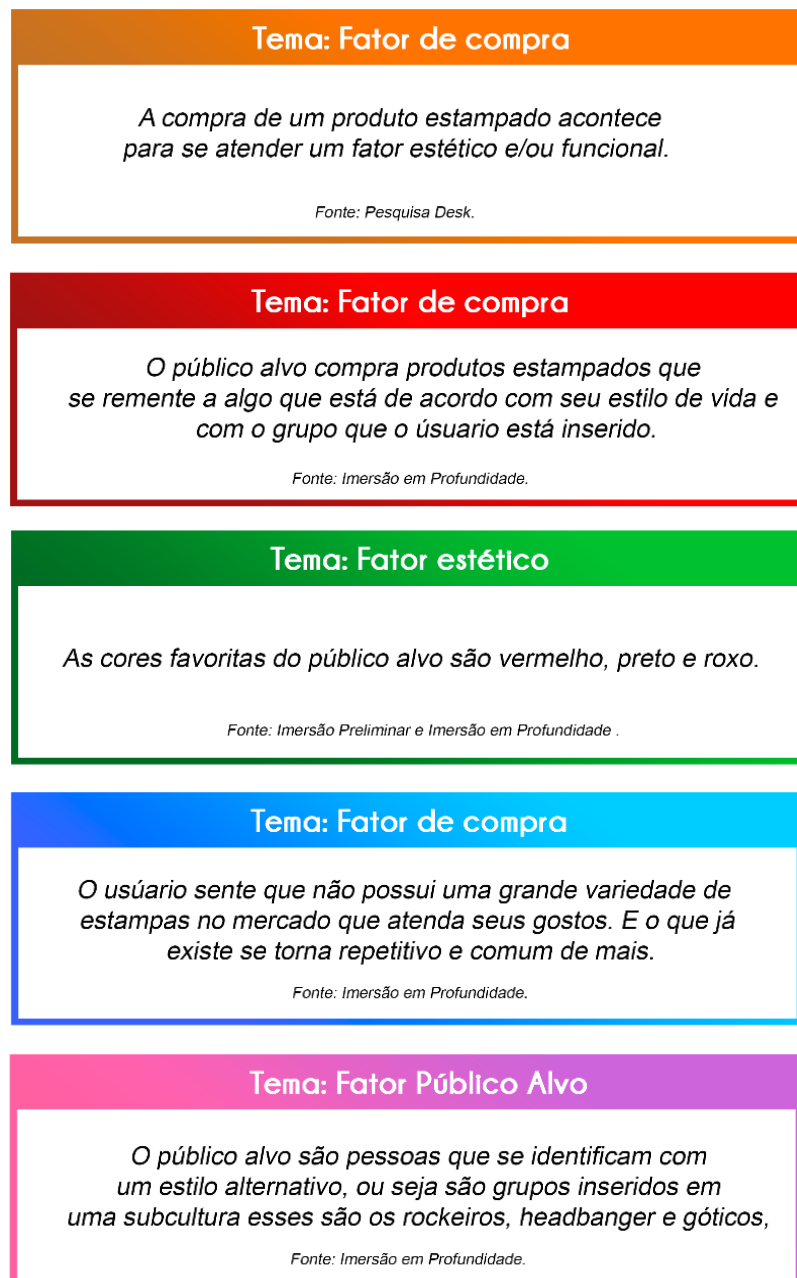 Tema: Fator de compra
A compra de um produto estampado acontece
para se atender um fator estético e/ou funcional.
Fonte: Pesquisa Desk.
Tema: Fator de compra
O público alvo compra produtos estampados que
se remente a algo que está de acordo com seu estilo de vida e
com o grupo que o úsuario está inserido.
Fonte: Imersão em Profundidade.
Tema: Fator estético
As cores favoritas do público alvo são vermelho, preto e roxo.
Fonte: Imersão Preliminar e Imersão em Profundidade .
Tema: Fator de compra
O usúario sente que não possui uma grande variedade de
estampas no mercado que atenda seus gostos. E o que já
existe se torna repetitivo e comum de mais.
Fonte: Imersão em Profundidade.
Tema: Fator Público Alvo
O público alvo são pessoas que se identificam com
um estilo alternativo, ou seja são grupos inseridos em
uma subcultura esses são os rockeiros, headbanger e góticos,
Fonte: Imersão em Profundidade.